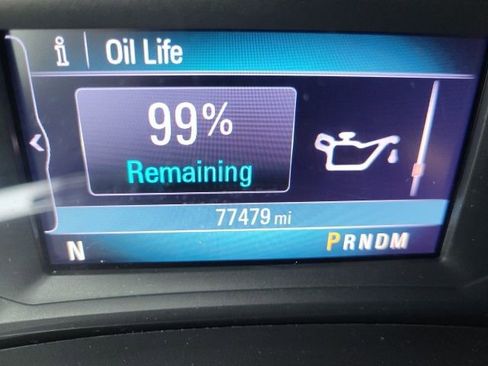 i Oil Life
99%
Remaining
77479 mi
N PRNDM